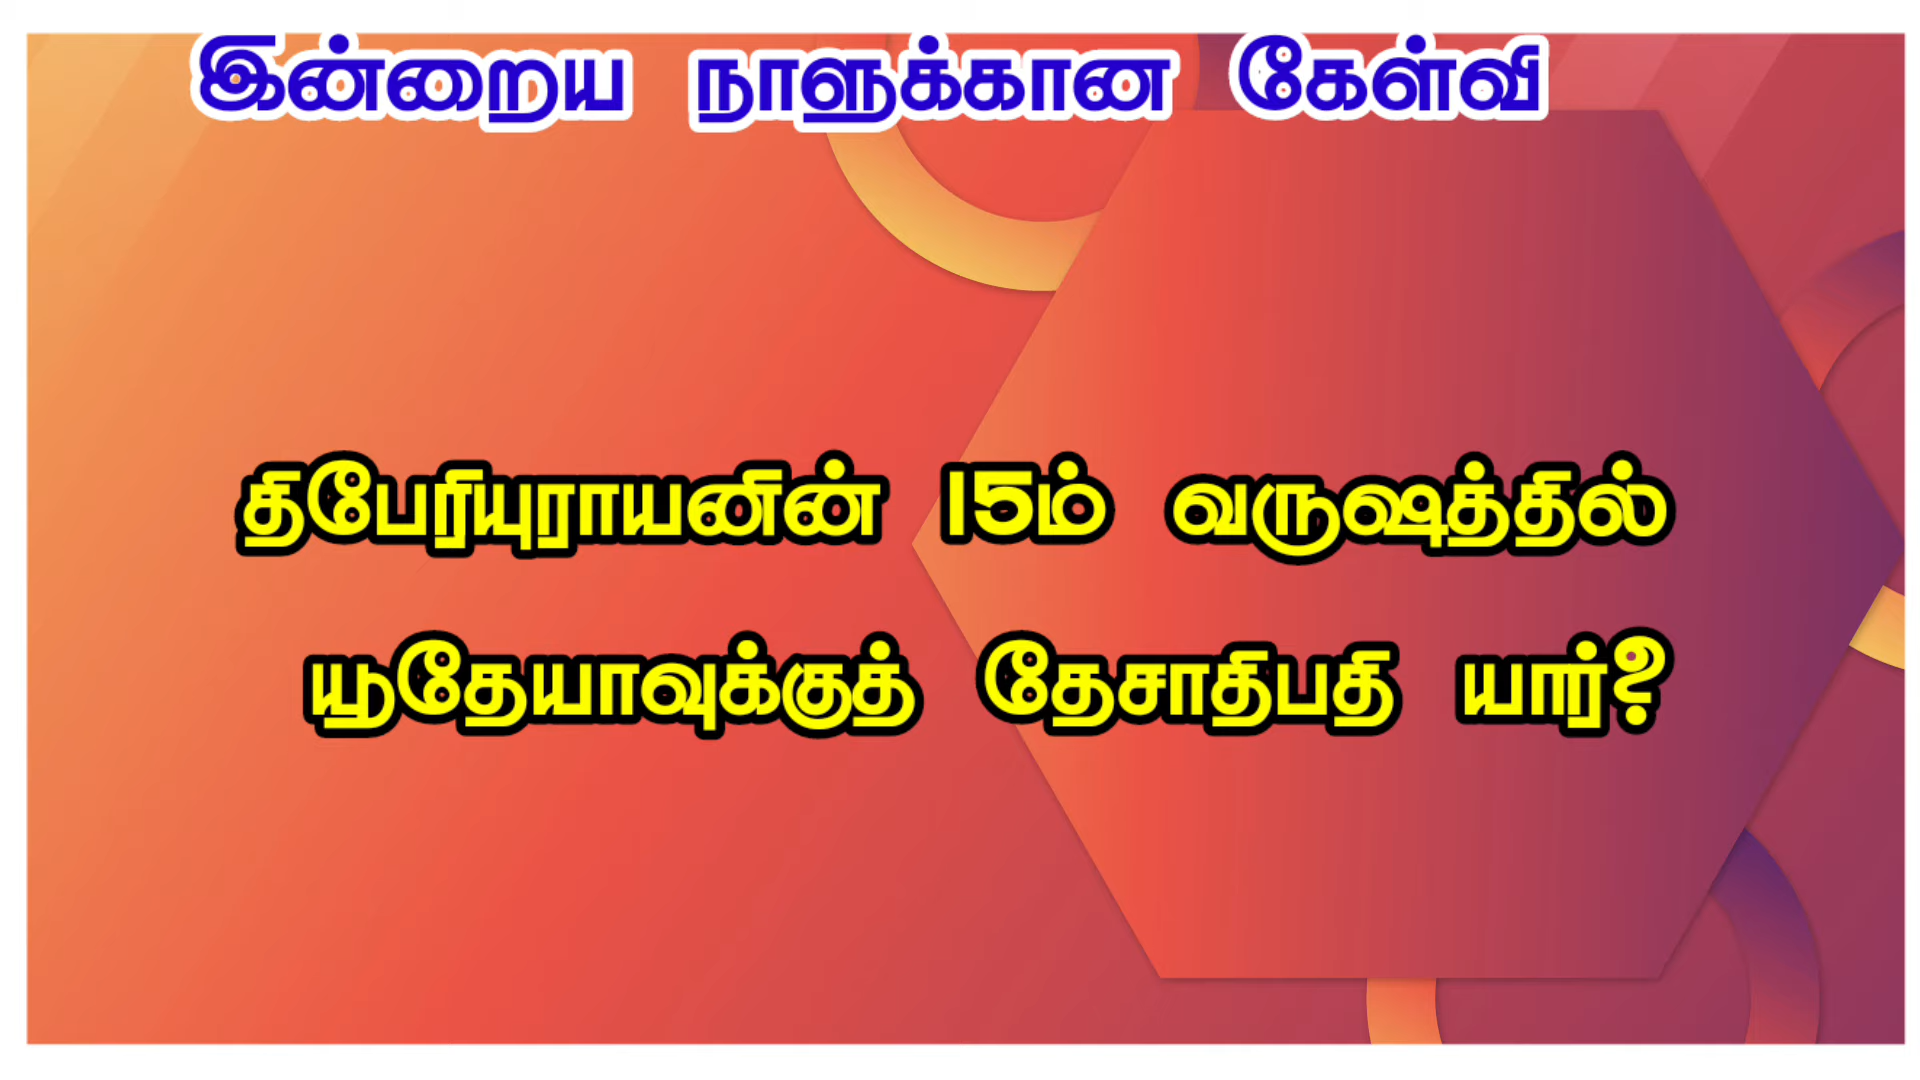 இன்றைய நாளுக்கான கேள்வி
திபேரியுராயனின் 15ம் வருஷத்தில்
யூதேயாவுக்குத் தேசாதிபதி யார்?